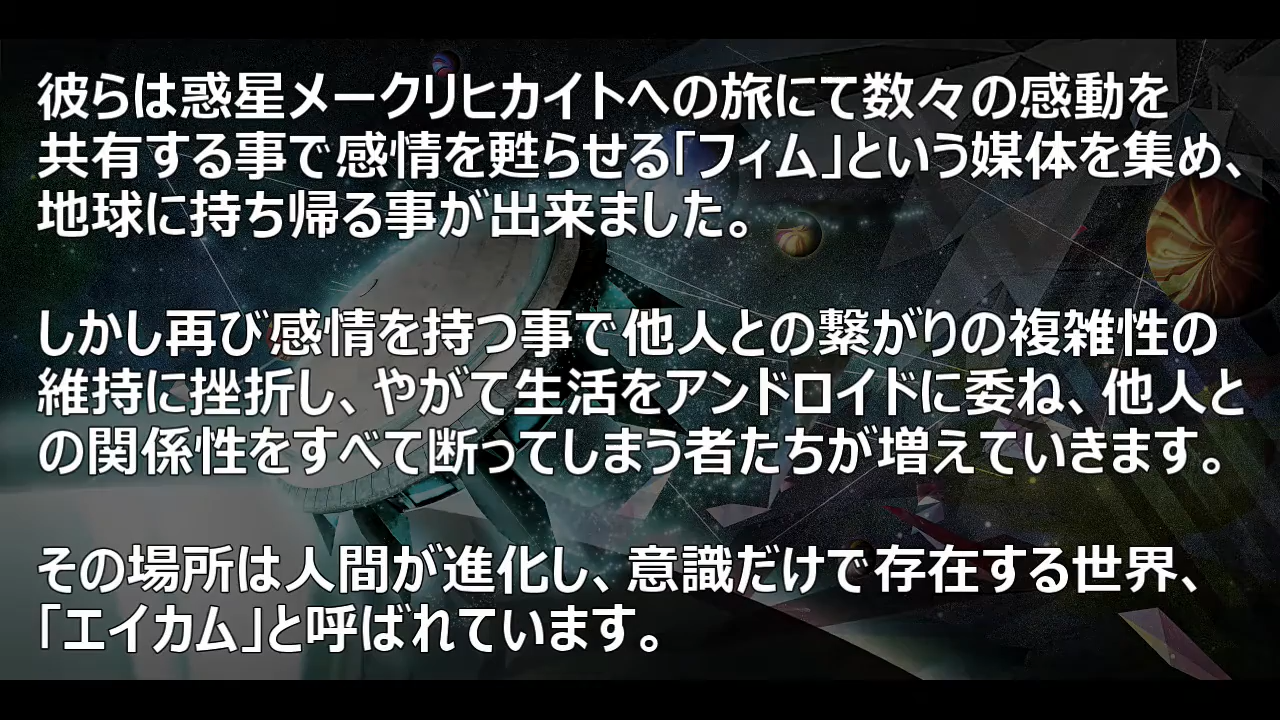 彼らは惑星メークリヒカイトへの旅にて数々の感動を
共有する事で感情を甦らせる「フィム」という媒体を集め、
地球に持ち帰る事が出来ました。
しかし再び感情を持つ事で他人との繋がりの複雑性の
維持に挫折し、やがて生活をアンドロイドに委ね、他人と
の関係性をすべて断ってしまう者たちが増えていきます。
その場所は人間が進化し、意識だけで存在する世界、
「エイカム」と呼ばれています。